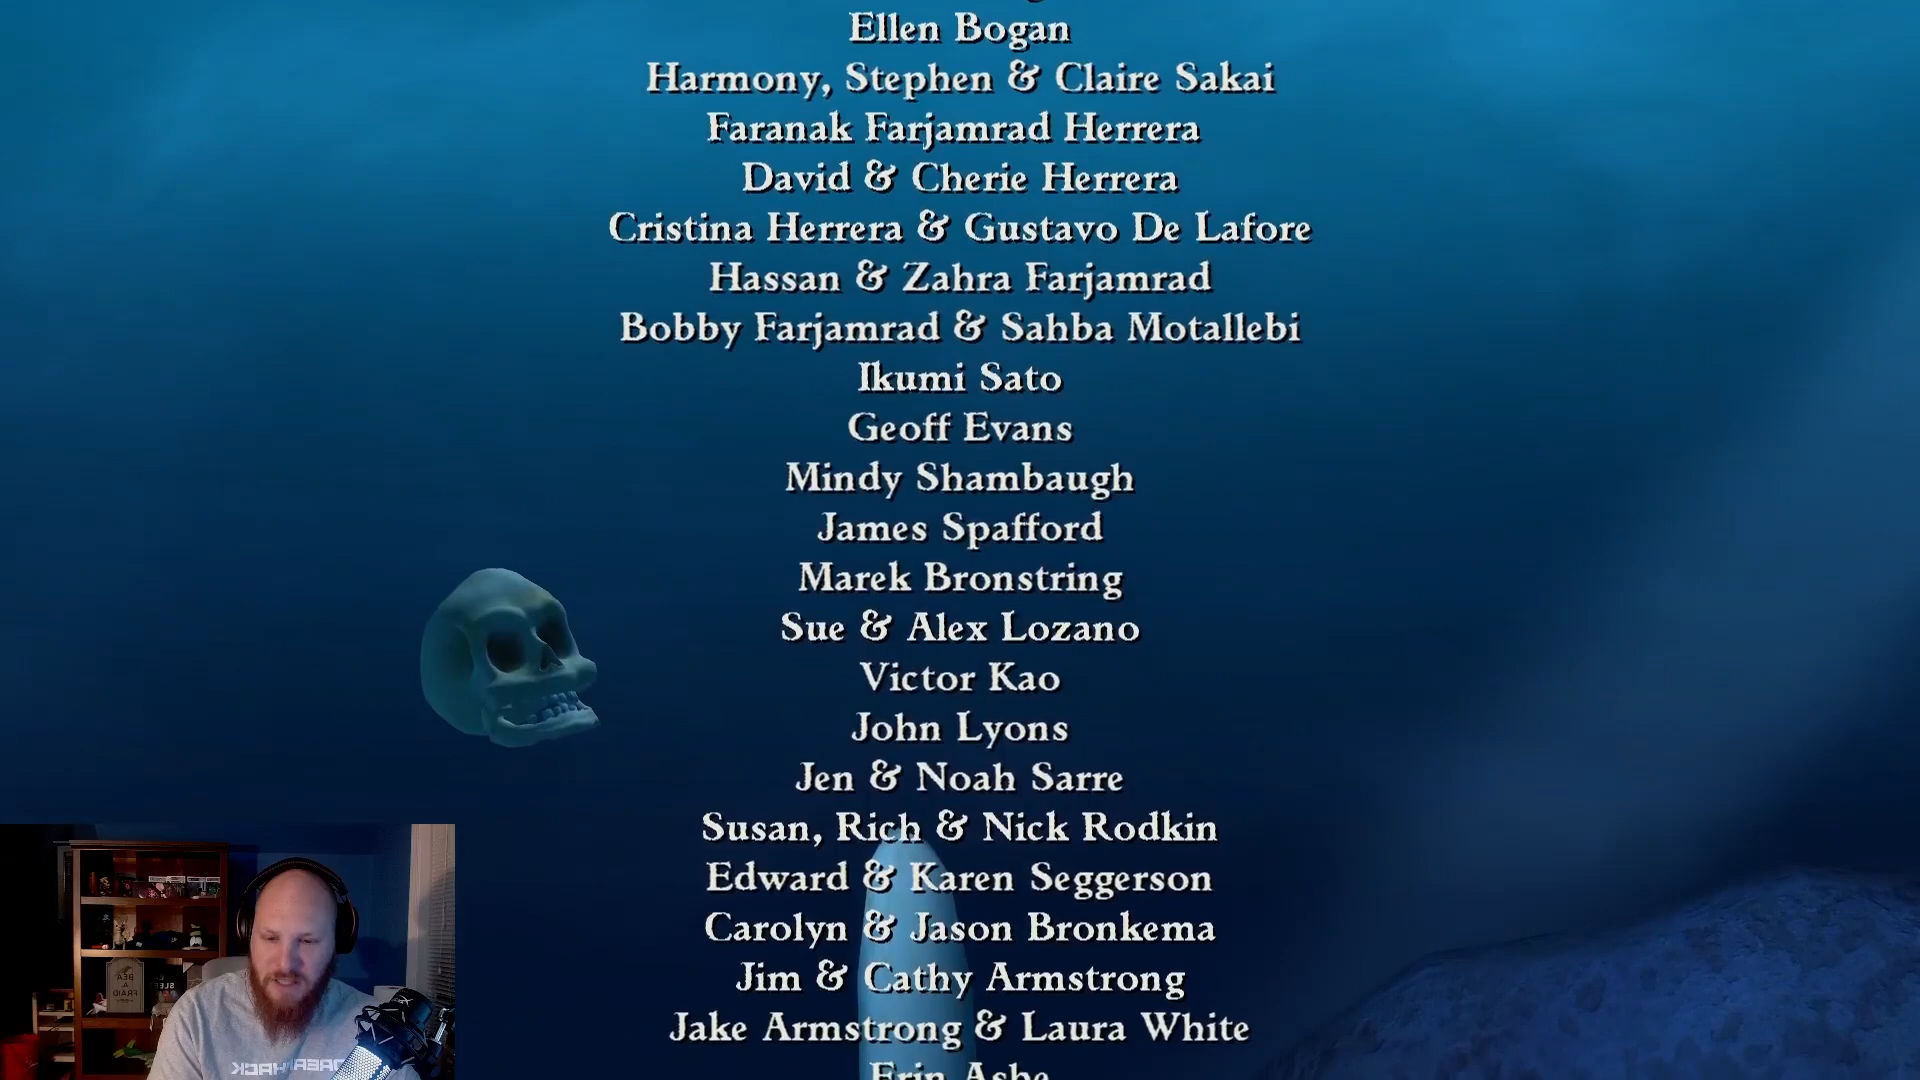 Ellen Bogan
Harmony, Stephen & Claire Sakai
Faranak Farjamrad Herrera
David & Cherie Herrera
Cristina Herrera & Gustavo De Lafore
Hassan & Zahra Farjamrad
Bobby Farjamrad & Sahba Motallebi
Ikumi Sato
Geoff Evans
Mindy Shambaugh
James Spafford
Marek Bronstring
Sue & Alex Lozano
Victor Kao
John Lyons
Jen & Noah Sarre
Susan, Rich & Nick Rodkin
Edward & Karen Seggerson
Carolyn & Jason Bronkema
Jim & Cathy Armstrong
Jake Armstrong & Laura White
Erin Ashe